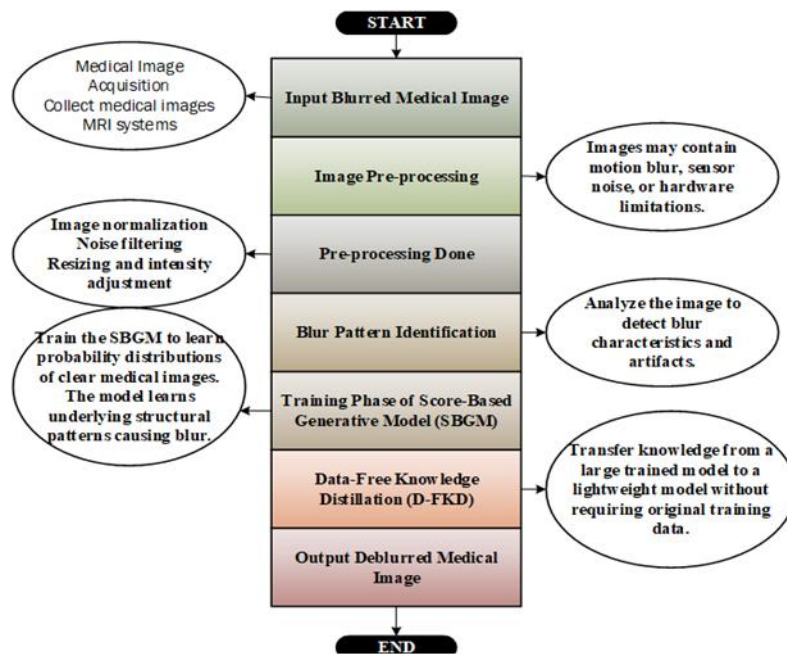 START
Medical Image
Acquisition
Collect medical images
MRI systems
Input Blurred Medical Image
Image Pre-processing
Images may contain
motion blur, sensor
noise, or hardware
limitations.
Image normalization
Noise filtering
Resizing and intensity
adjustment
Pre-processing Done
Blur Pattern Identification
Analyze the image to
detect blur
characteristics and
artifacts.
Train the SBGM to learn
probability distributions
of clear medical images.
The model learns
underlying structural
patterns causing blur.
Training Phase of Score-Based
Generative Model (SBGM)
Data-Free Knowledge
Distillation (D-FKD)
Transfer knowledge from a
large trained model to a
lightweight model without
requiring original training
data.
Output Deblurred Medical
Image
END